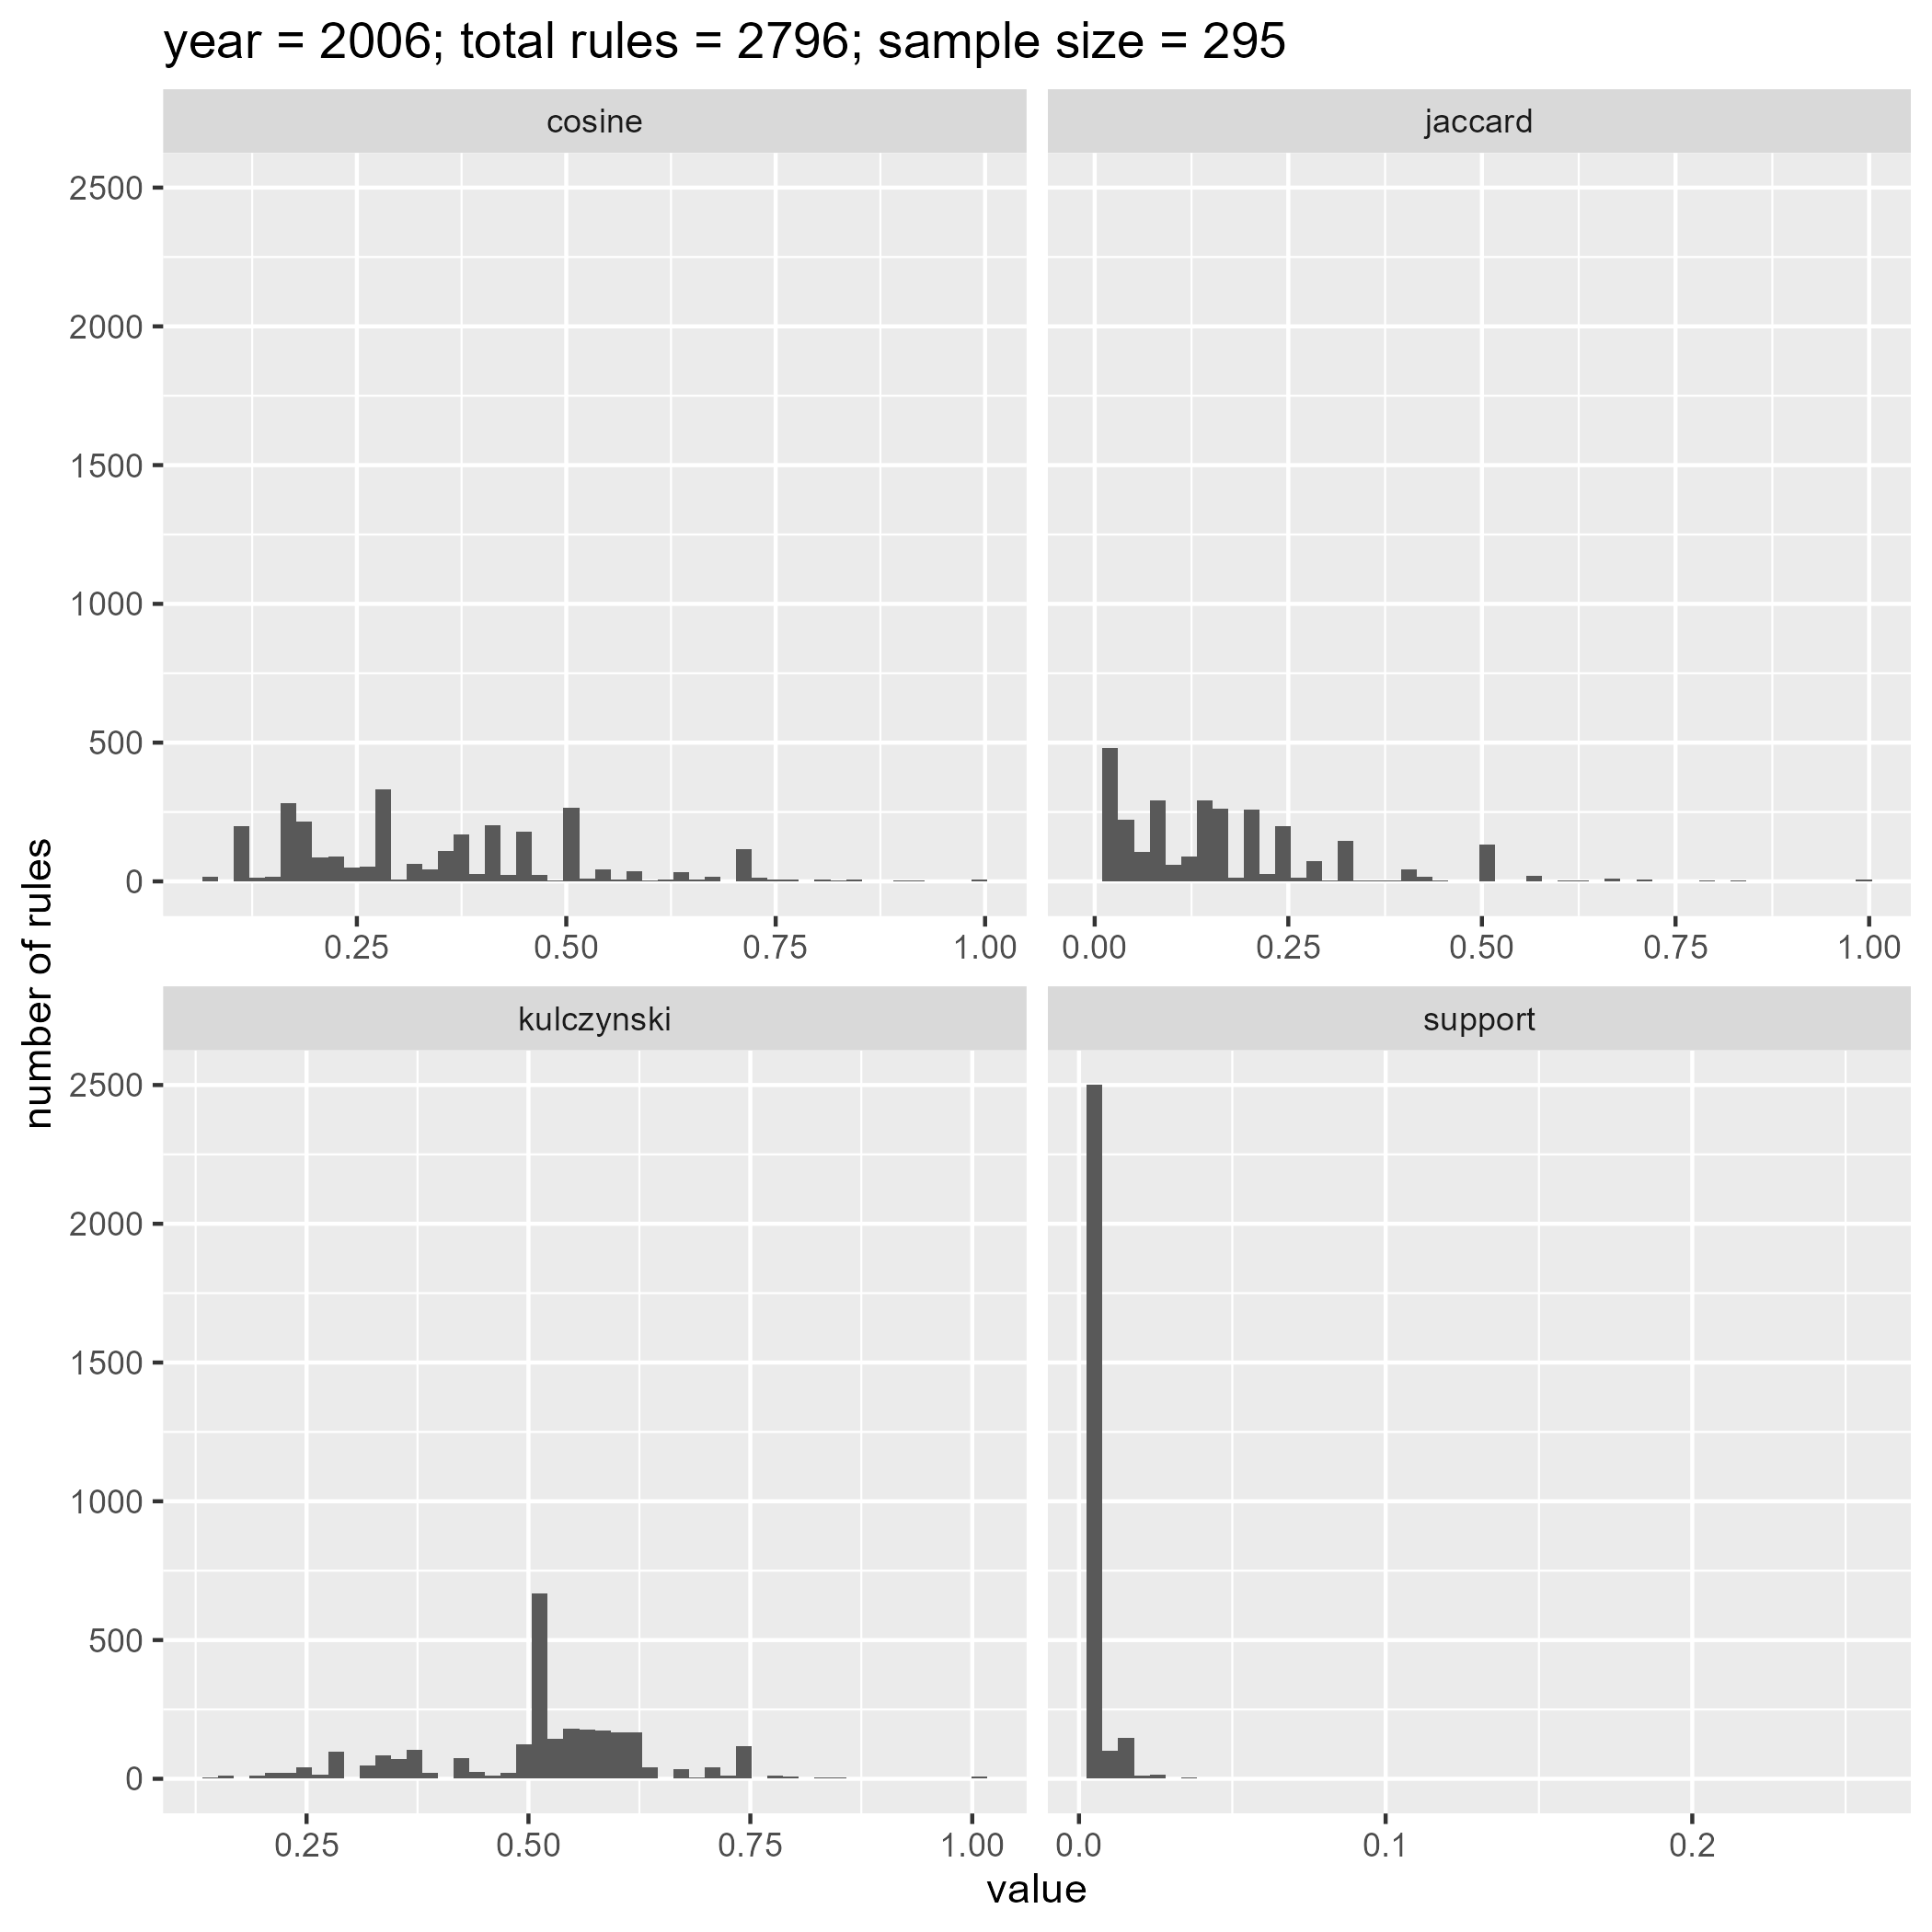 year = 2006; total rules = 2796; sample size = 295
cosine
jaccard
2500
2000
1500
1000
500
0
0.25 0.50 0.75 1.00
0.00 0.25 0.50 0.75 1.00
number of rules
kulczynski
support
2500
2000
1500
1000
500
0
0.25 0.50 0.75 1.00
0.0 0.1 0.2
value